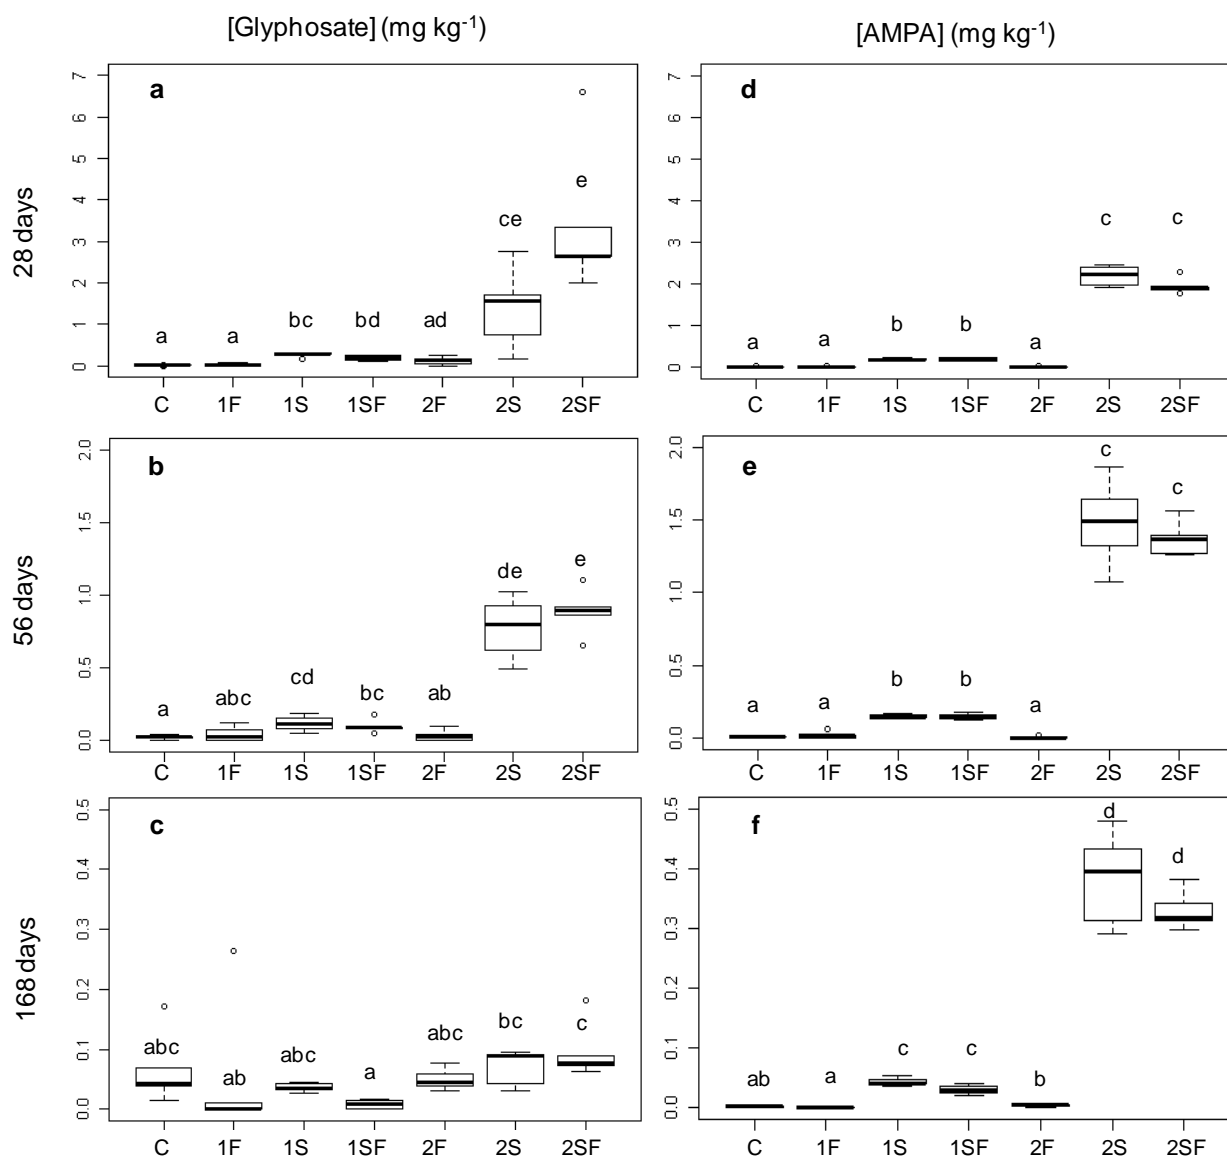 [Glyphosate] (mg kg-1)
[AMPA] (mg kg-1)
28 days
a
7
6
5
4
3
2
1
0
a a bc bd ad ce e
C 1F 1S 1SF 2F 2S 2SF
d
7
6
5
4
3
2
1
0
a a b b a c c
C 1F 1S 1SF 2F 2S 2SF
56 days
b
2.0
1.5
1.0
0.5
0.0
a abc cd bc ab de e
C 1F 1S 1SF 2F 2S 2SF
e
2.0
1.5
1.0
0.5
0.0
a a b b a c c
C 1F 1S 1SF 2F 2S 2SF
168 days
c
0.5
0.4
0.3
0.2
0.1
0.0
abc ab abc a abc bc c
C 1F 1S 1SF 2F 2S 2SF
f
0.5
0.4
0.3
0.2
0.1
0.0
ab a c c b d d
C 1F 1S 1SF 2F 2S 2SF